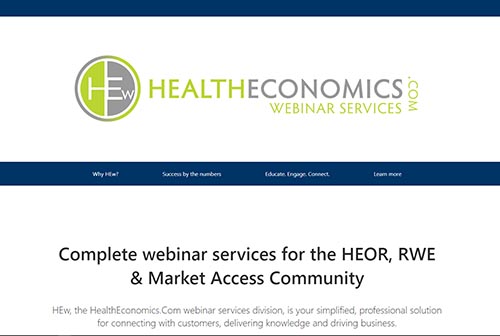 HEw HEALTHECONOMICS .COM
WEBINAR SERVICES
Why HEw? Success by the numbers Educate. Engage. Connect. Learn more
Complete webinar services for the HEOR, RWE
& Market Access Community
HEw, the HealthEconomics.Com webinar services division, is your simplified, professional solution
for connecting with customers, delivering knowledge and driving business.